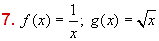 7. f(x) = 1/x; g(x) = √x